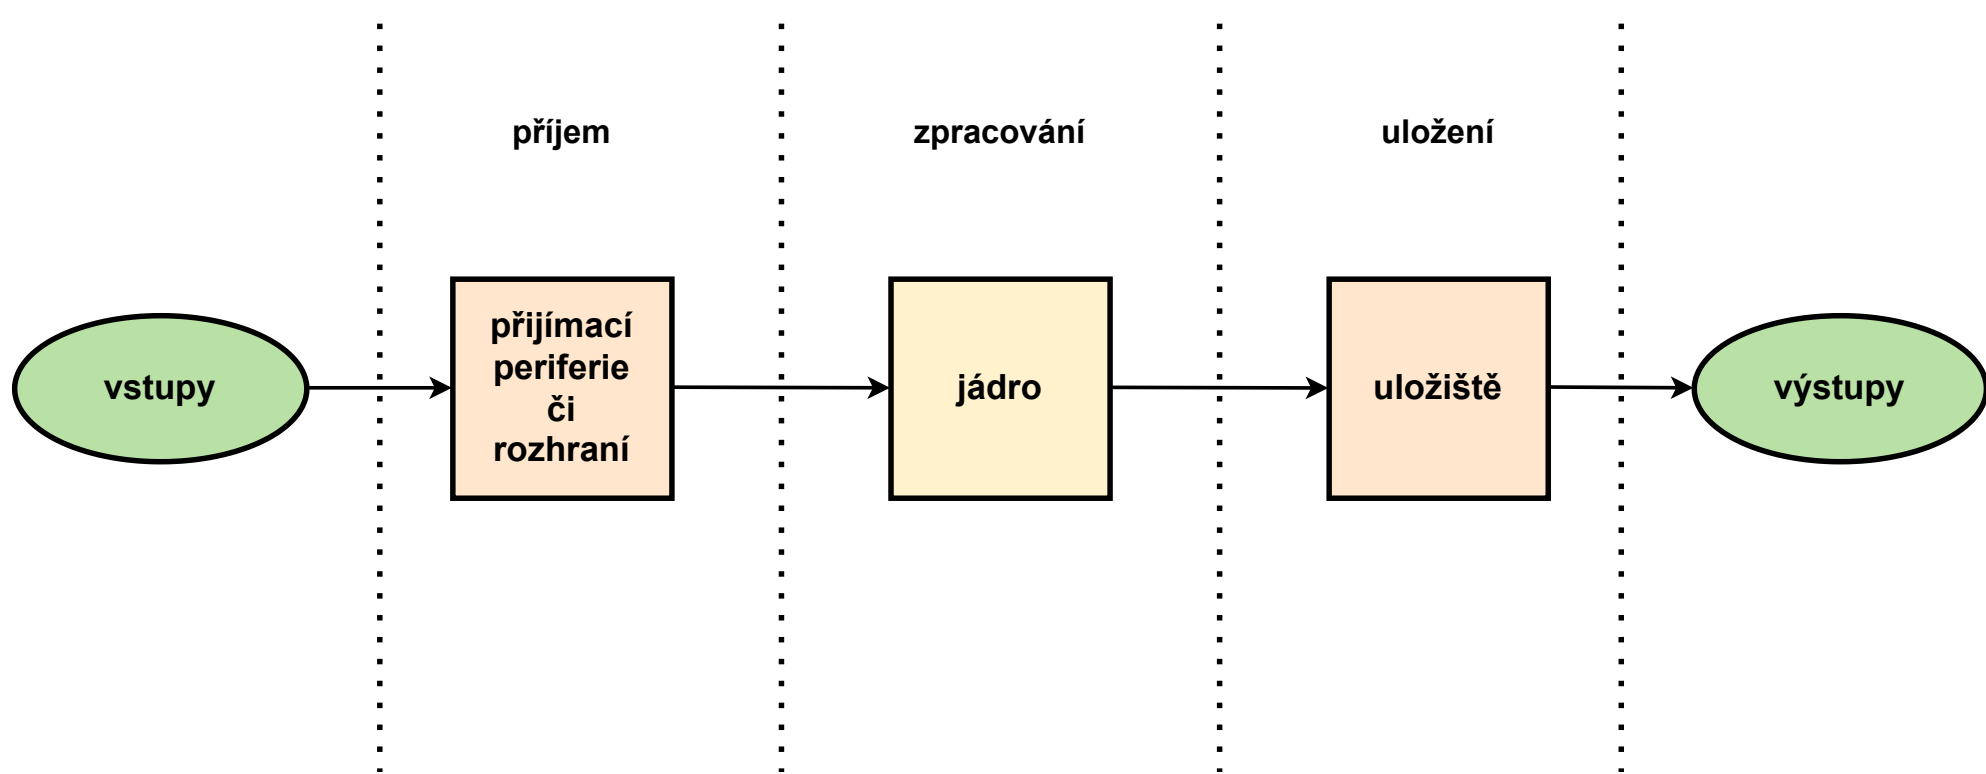 příjem
zpracování
uložení
vstupy
přijímací
periferie
či
rozhraní
jádro
uložiště
výstupy